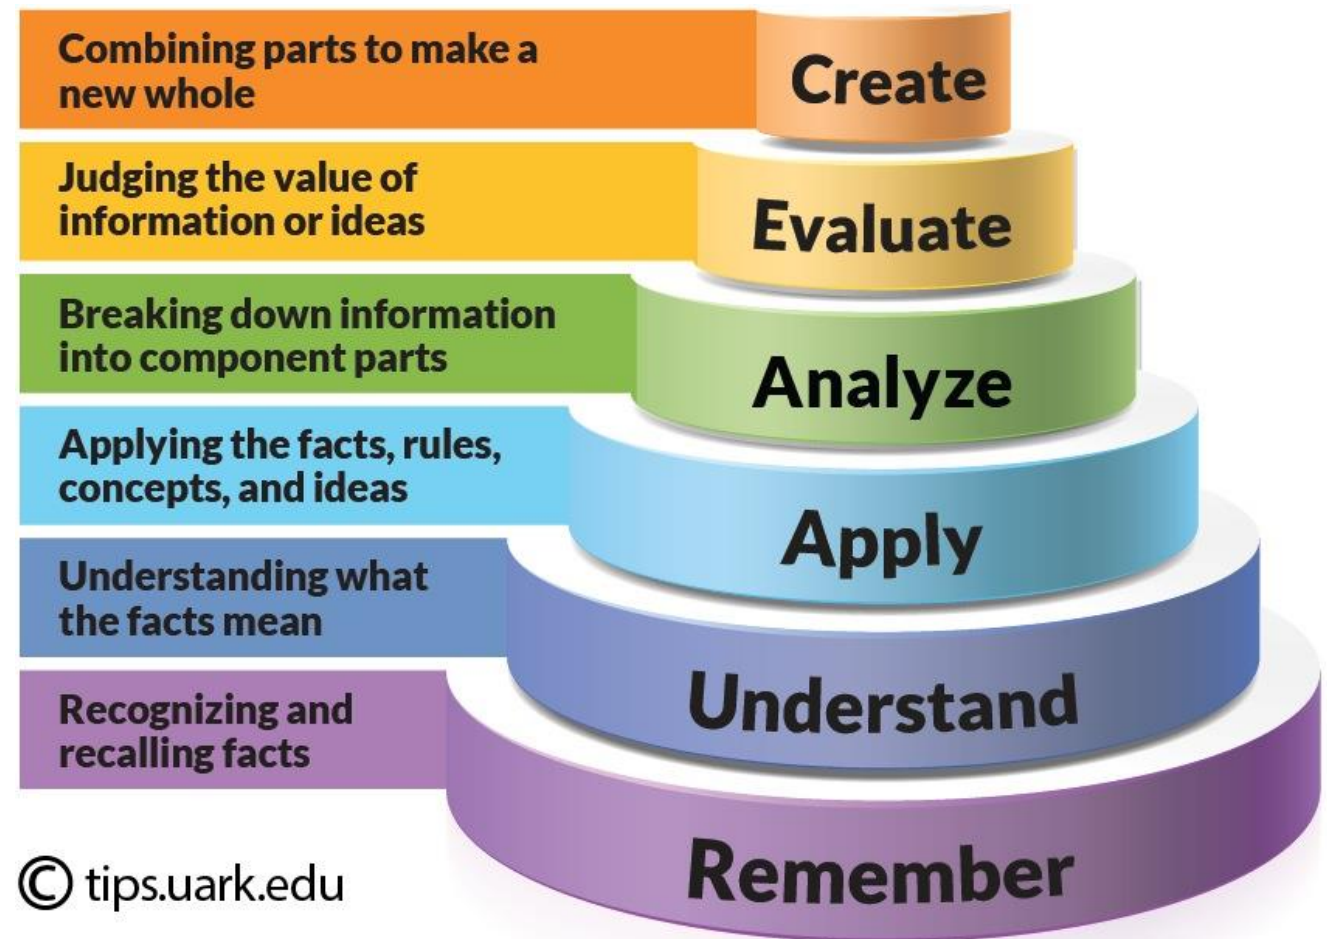 Combining parts to make a
new whole
Create
Judging the value of
information or ideas
Evaluate
Breaking down information
into component parts
Analyze
Applying the facts, rules,
concepts, and ideas
Apply
Understanding what
the facts mean
Understand
Recognizing and
recalling facts
Remember
© tips.uark.edu